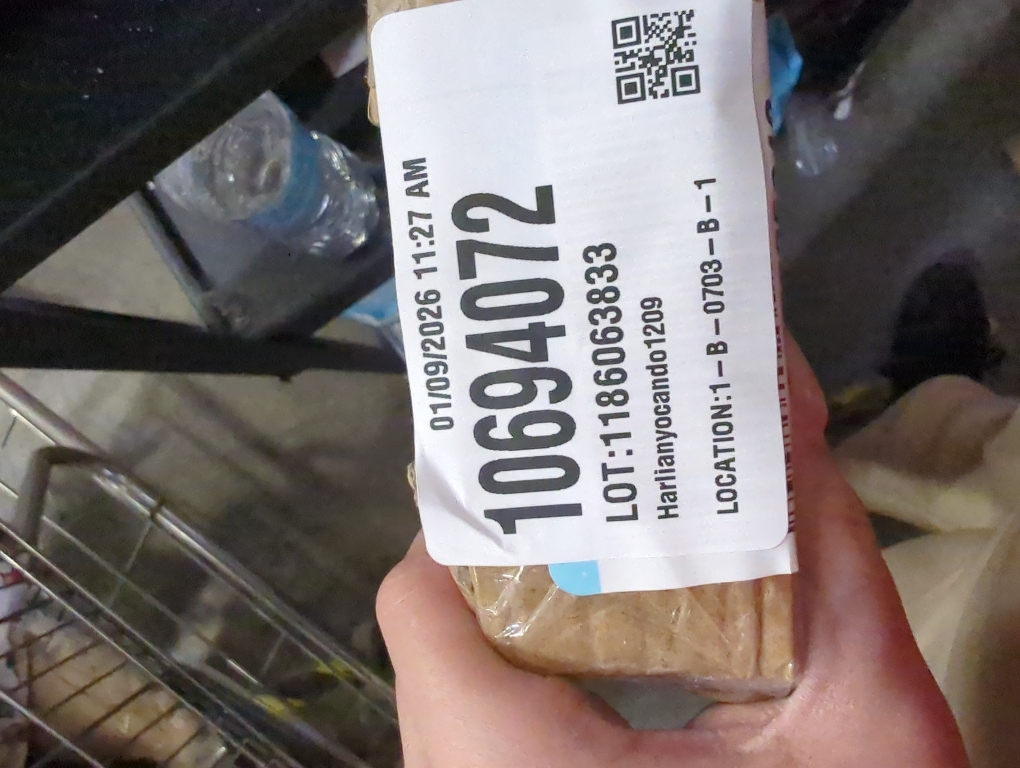 01/09/2026 11:27 AM
10694072
LOT:1186063833
Harlianyocando1209
LOCATION:1-B-0703-B-1